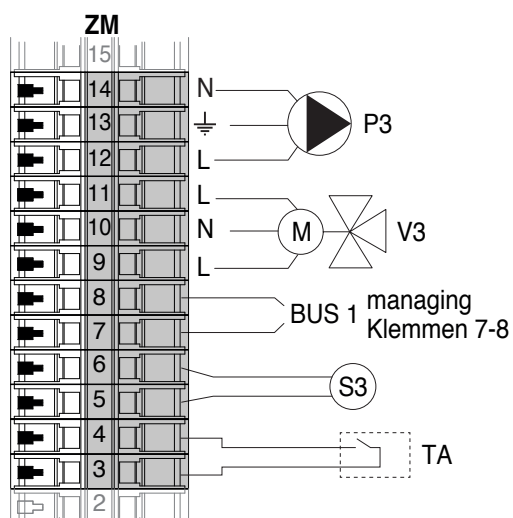 ZM
15
14 N
13 P3
12 L
11 L
10 N M V3
9 L
8
BUS 1 managing
7 Klemmen 7-8
6
S3
5
4
TA
3
2